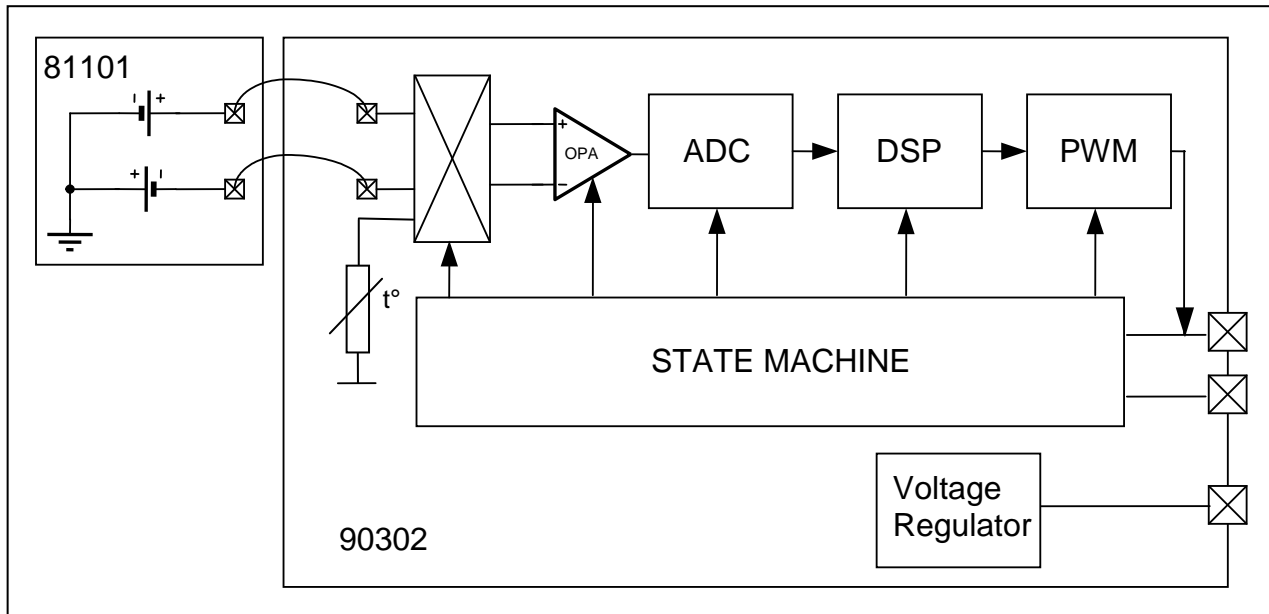 81101
- +
+ -
+
OPA
-
ADC
DSP
PWM
t°
STATE MACHINE
Voltage
Regulator
90302